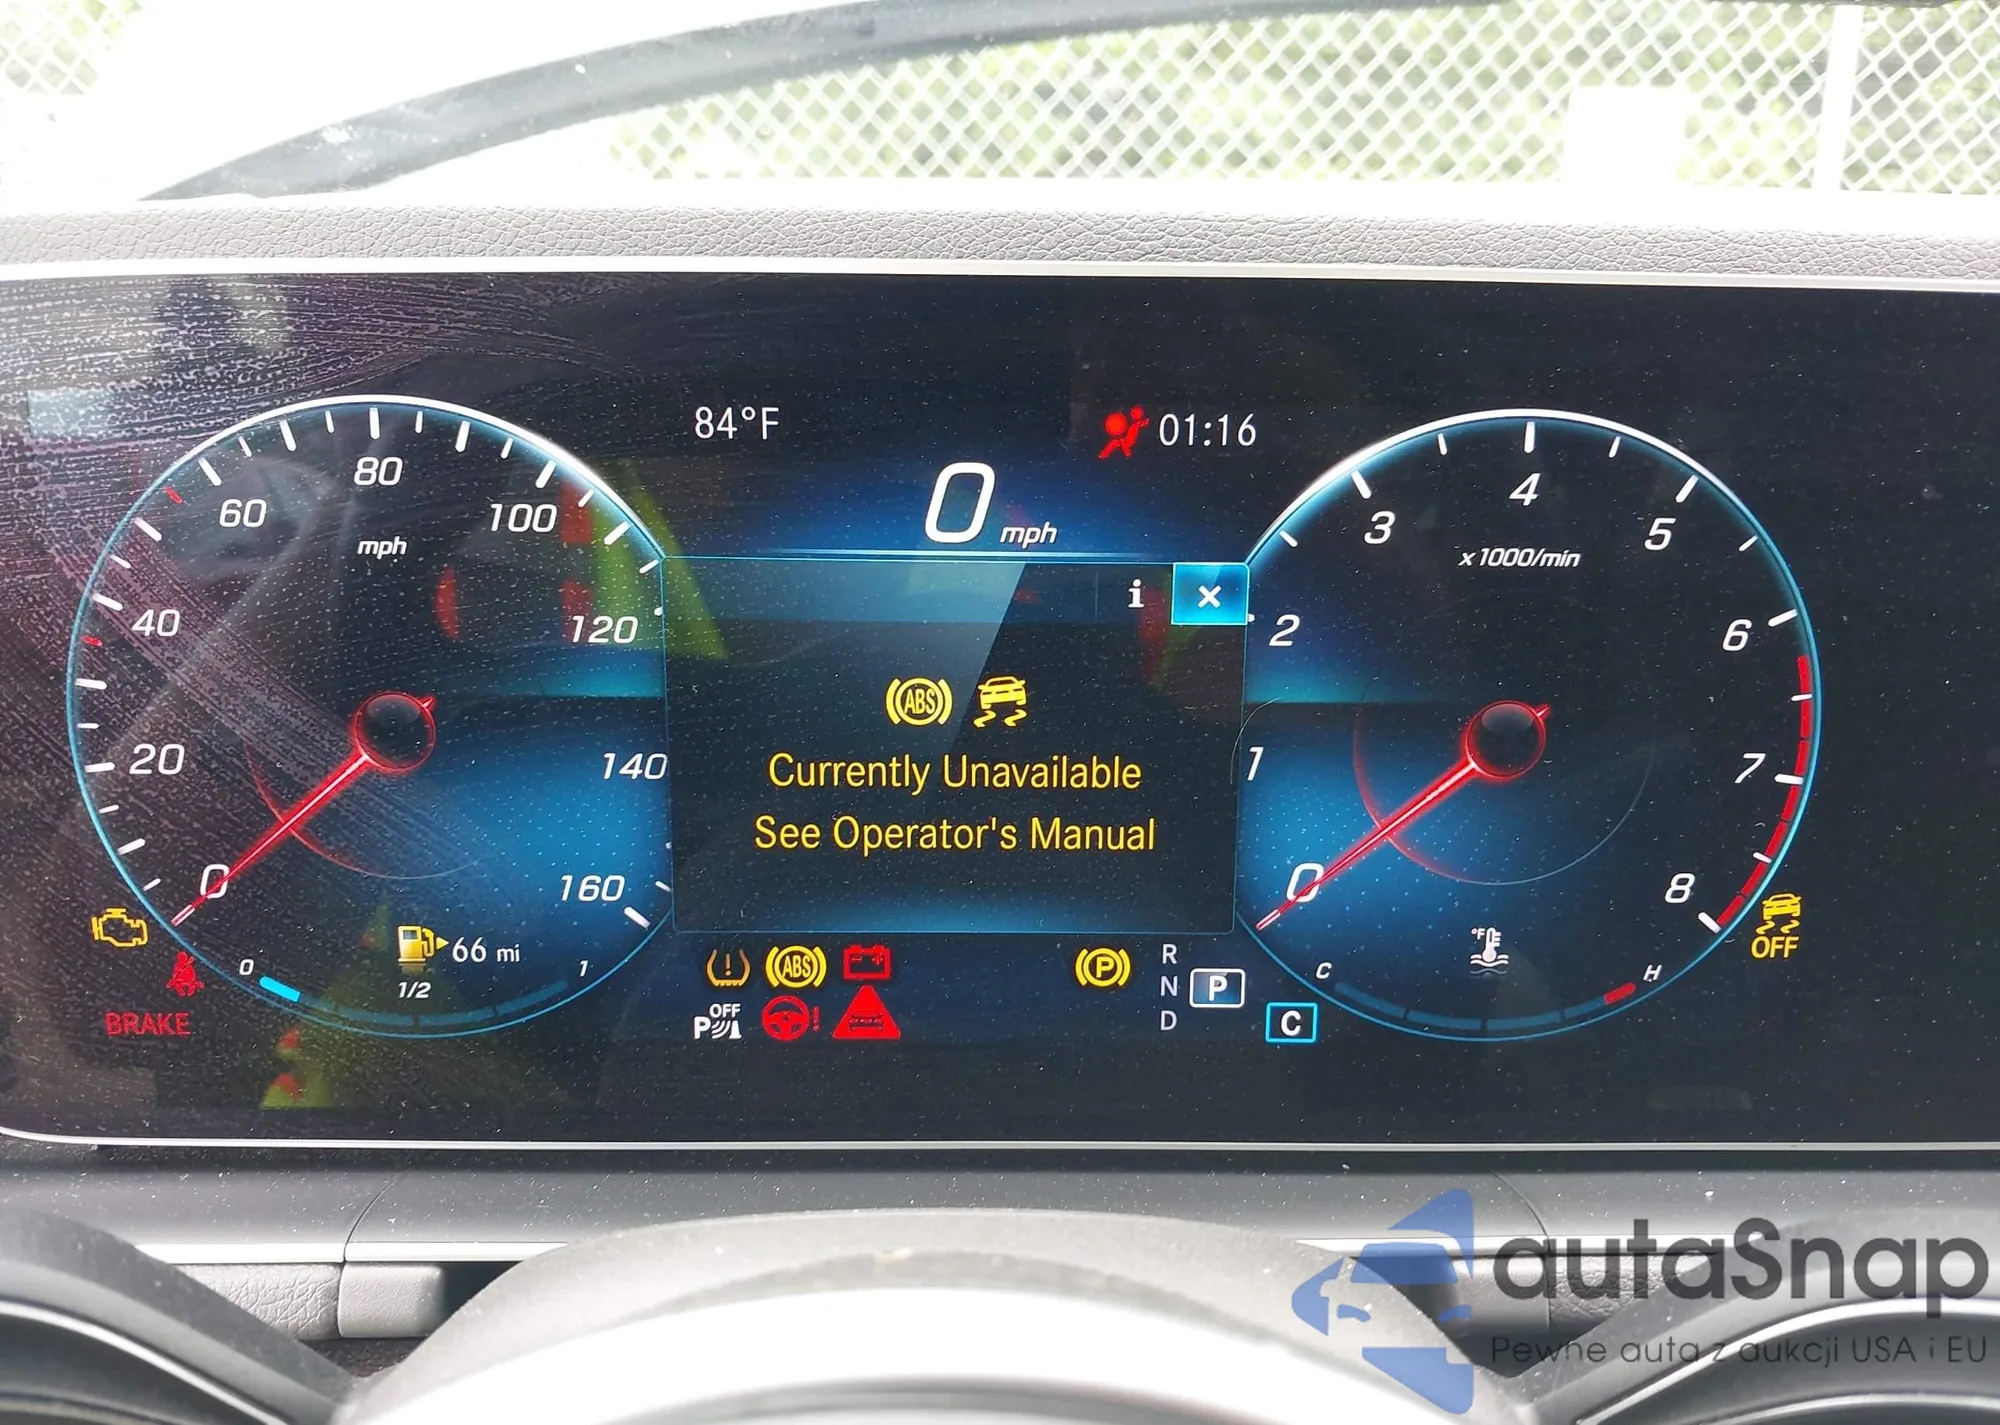 84°F
01:16
0 mph
80
60
100
mph
40
120
20
140
0
160
4
3
5
x1000/min
2
6
1
7
0
8
i
ABS
Currently Unavailable
See Operator's Manual
66 mi
0
1
1/2
BRAKE
ABS
OFF
P
P
R
N
P
D
C
°F
C
H
OFF
autaSnap
Pewne auta z aukcji USA i EU